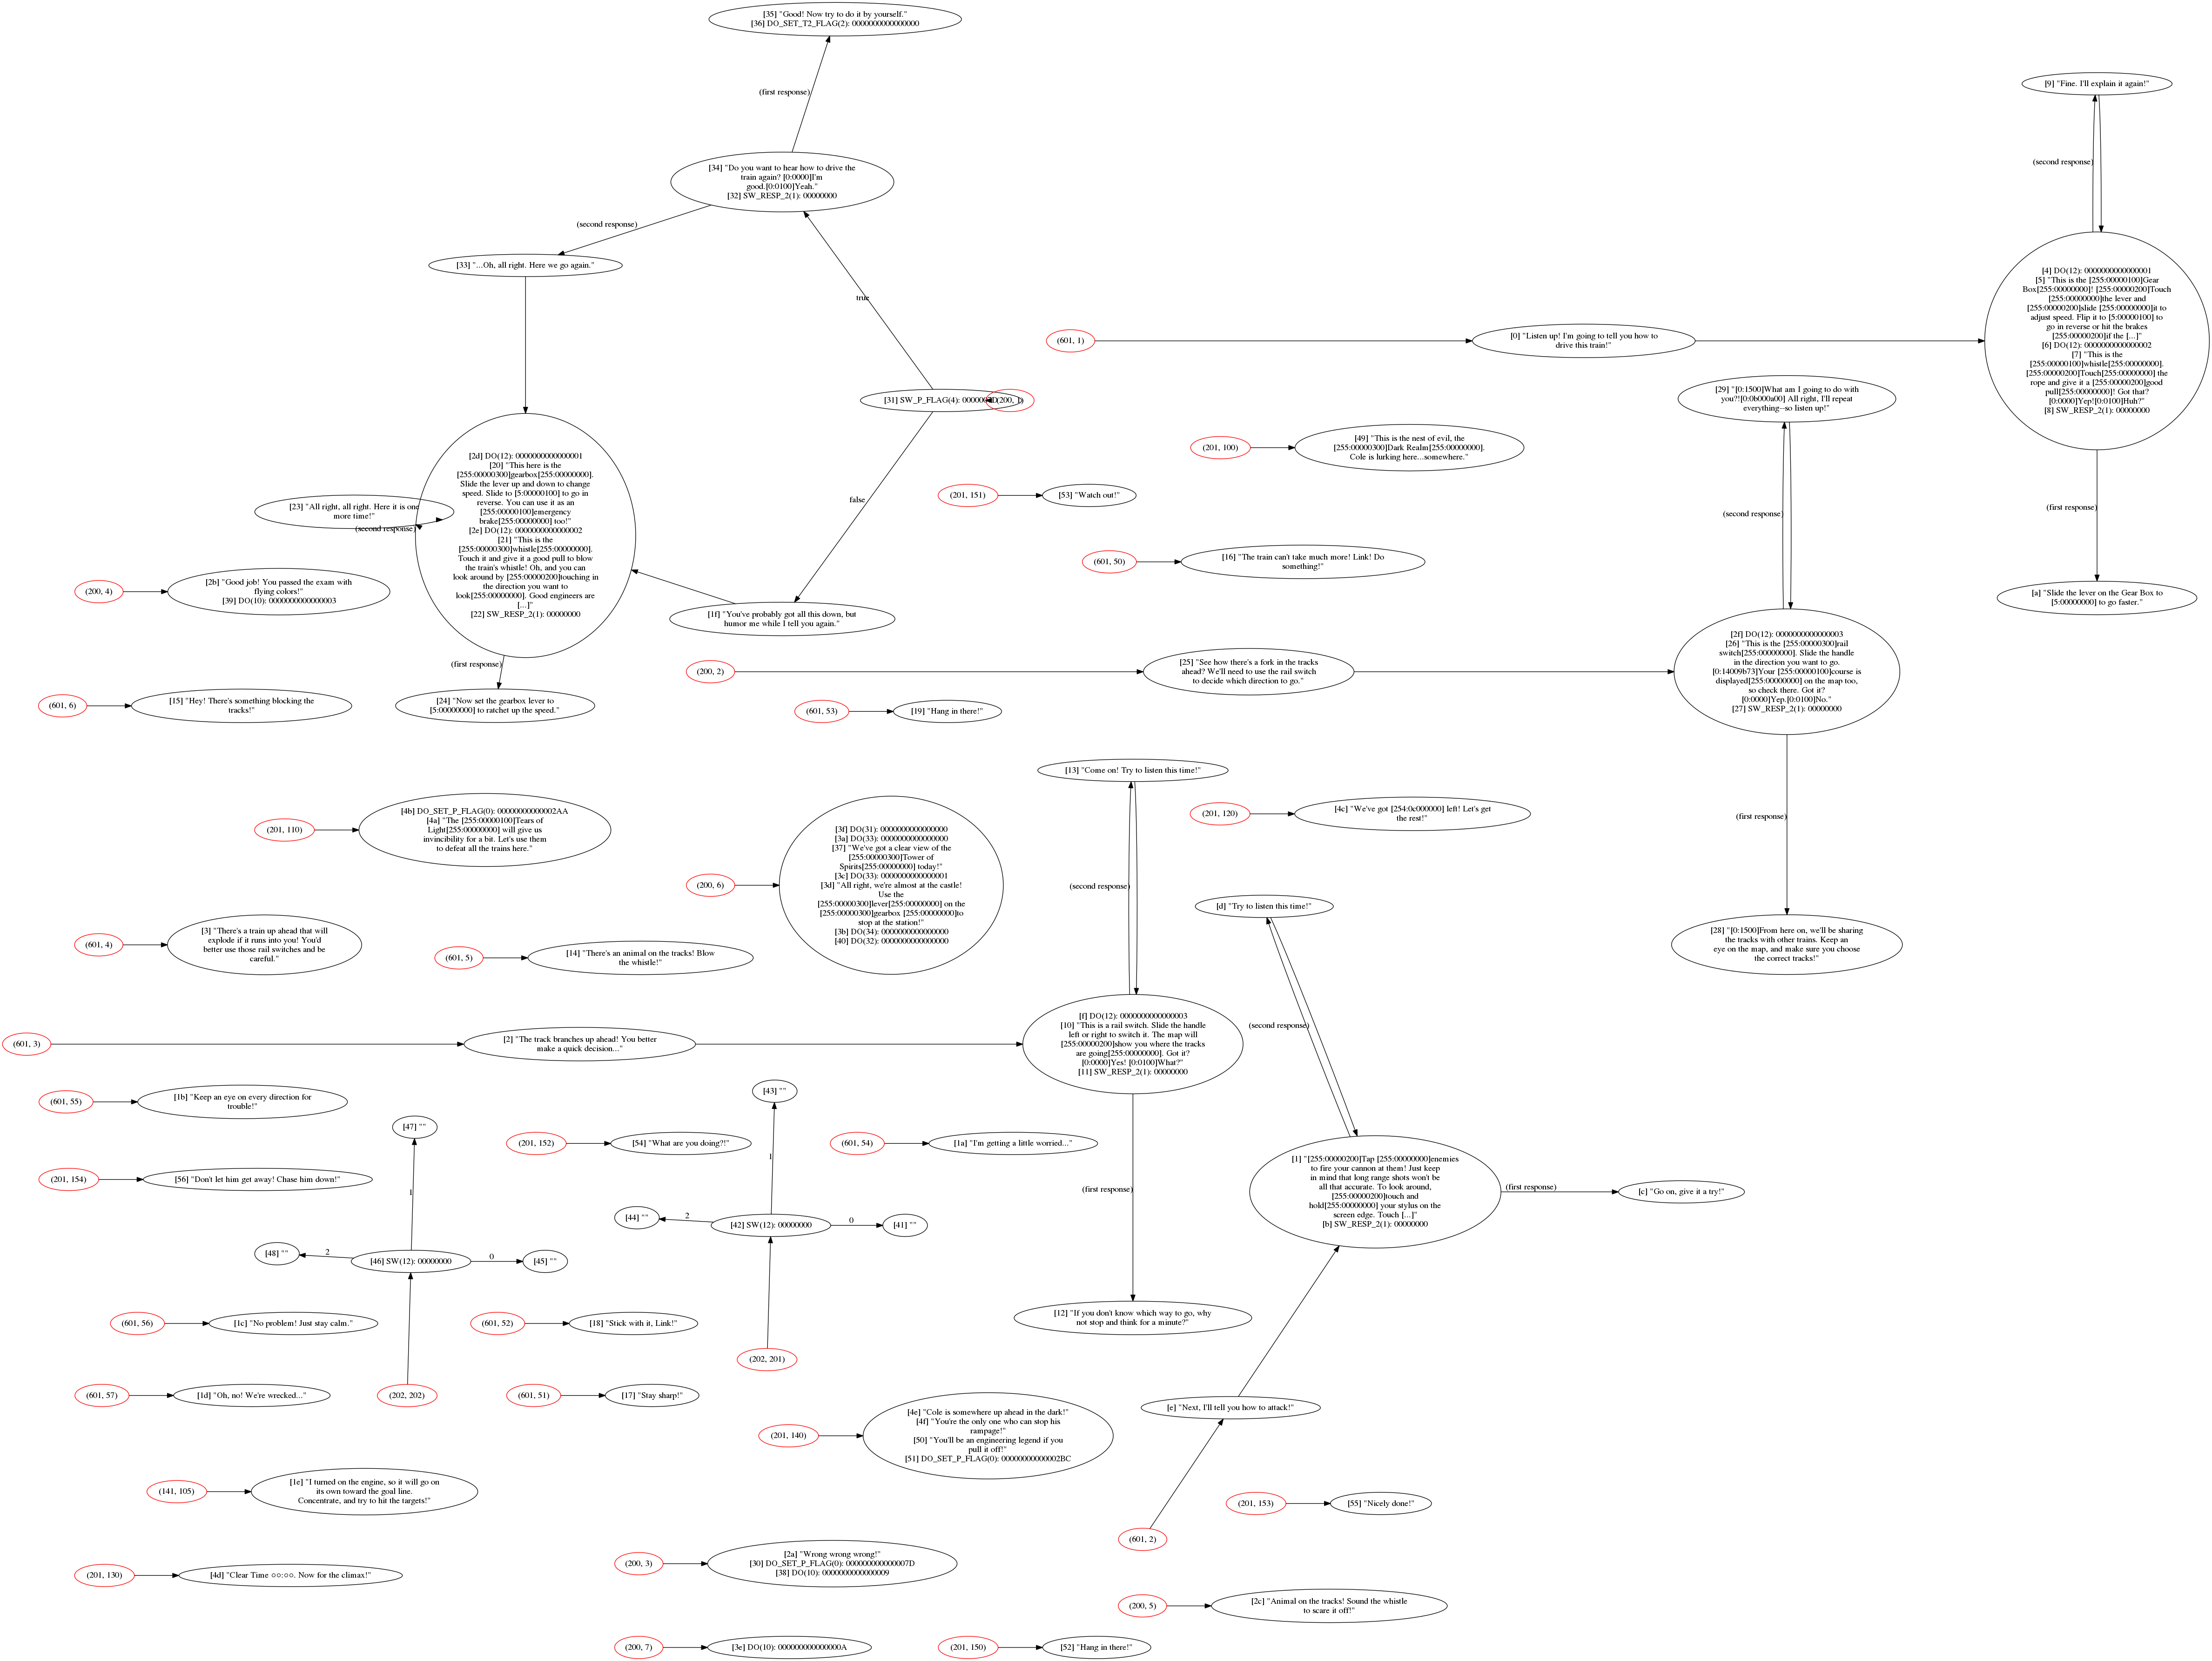 [35] "Good! Now try to do it by yourself."
[36] DO_SET_T2_FLAG(2): 0000000000000000
(first response)
[34] "Do you want to hear how to drive the
train again? [0:0000]I'm
good.[0:0100]Yeah."
[32] SW_RESP_2(1): 00000000
(second response)
[33] "...Oh, all right. Here we go again."
true
[31] SW_P_FLAG(4):
(200, 1)
false
[2d] DO(12): 0000000000000001
[20] "This here is the
[255:00000300]gearbox[255:00000000].
Slide the lever up and down to change
speed. Slide to [5:00000100] to go in
reverse. You can use it as an
[255:00000100]emergency
brake[255:00000000] too!"
[2e] DO(12): 0000000000000002
[21] "This is the
[255:00000300]whistle[255:00000000].
Touch it and give it a good pull to blow
the train's whistle! Oh, and you can
look around by [255:00000200]touching in
the direction you want to
look[255:00000000]. Good engineers are
[...]"
[22] SW_RESP_2(1): 00000000
[23] "All right, all right. Here it is one
more time!"
(second response)
[1f] "You've probably got all this down, but
humor me while I tell you again."
(first response)
[24] "Now set the gearbox lever to
[5:00000000] to ratchet up the speed."
[9] "Fine. I'll explain it again!"
(second response)
(601, 1)
[0] "Listen up! I'm going to tell you how to
drive this train!"
[4] DO(12): 0000000000000001
[5] "This is the [255:00000100]Gear
Box[255:00000000]! [255:00000200]Touch
[255:00000000]the lever and
[255:00000200]slide [255:00000000]it to
adjust speed. Flip it to [5:00000100] to
go in reverse or hit the brakes
[255:00000200]if the [...]"
[6] DO(12): 0000000000000002
[7] "This is the
[255:00000100]whistle[255:00000000].
[255:00000200]Touch[255:00000000] the
rope and give it a [255:00000200]good
pull[255:00000000]! Got that?
[0:0000]Yep![0:0100]Huh?"
[8] SW_RESP_2(1): 00000000
(first response)
[a] "Slide the lever on the Gear Box to
[5:00000000] to go faster."
[29] "[0:1500]What am I going to do with
you?![0:0b000a00] All right, I'll repeat
everything--so listen up!"
(second response)
(201, 100)
[49] "This is the nest of evil, the
[255:00000300]Dark Realm[255:00000000].
Cole is lurking here...somewhere."
(201, 151)
[53] "Watch out!"
(601, 50)
[16] "The train can't take much more! Link! Do
something!"
(200, 4)
[2b] "Good job! You passed the exam with
flying colors!"
[39] DO(10): 0000000000000003
(200, 2)
[25] "See how there's a fork in the tracks
ahead? We'll need to use the rail switch
to decide which direction to go."
[2f] DO(12): 0000000000000003
[26] "This is the [255:00000300]rail
switch[255:00000000]. Slide the handle
in the direction you want to go.
[0:14009b73]Your [255:00000100]course is
displayed[255:00000000] on the map too,
so check there. Got it?
[0:0000]Yep.[0:0100]No."
[27] SW_RESP_2(1): 00000000
(first response)
[28] "[0:1500]From here on, we'll be sharing
the tracks with other trains. Keep an
eye on the map, and make sure you choose
the correct tracks!"
(601, 6)
[15] "Hey! There's something blocking the
tracks!"
(601, 53)
[19] "Hang in there!"
[13] "Come on! Try to listen this time!"
(second response)
(201, 110)
[4b] DO_SET_P_FLAG(0): 00000000000002AA
[4a] "The [255:00000100]Tears of
Light[255:00000000] will give us
invincibility for a bit. Let's use them
to defeat all the trains here."
(201, 120)
[4c] "We've got [254:0c000000] left! Let's get
the rest!"
(200, 6)
[3f] DO(31): 0000000000000000
[3a] DO(33): 0000000000000000
[37] "We've got a clear view of the
[255:00000300]Tower of
Spirits[255:00000000] today!"
[3c] DO(33): 0000000000000001
[3d] "All right, we're almost at the castle!
Use the
[255:00000300]lever[255:00000000] on the
[255:00000300]gearbox [255:00000000]to
stop at the station!"
[3b] DO(34): 0000000000000000
[40] DO(32): 0000000000000000
[d] "Try to listen this time!"
(second response)
(601, 4)
[3] "There's a train up ahead that will
explode if it runs into you! You'd
better use those rail switches and be
careful."
(601, 5)
[14] "There's an animal on the tracks! Blow
the whistle!"
(601, 3)
[2] "The track branches up ahead! You better
make a quick decision..."
[f] DO(12): 0000000000000003
[10] "This is a rail switch. Slide the handle
left or right to switch it. The map will
[255:00000200]show you where the tracks
are going[255:00000000]. Got it?
[0:0000]Yes! [0:0100]What?"
[11] SW_RESP_2(1): 00000000
(first response)
[12] "If you don't know which way to go, why
not stop and think for a minute?"
(601, 55)
[1b] "Keep an eye on every direction for
trouble!"
[43] ""
1
[47] ""
1
(201, 152)
[54] "What are you doing?!"
(601, 54)
[1a] "I'm getting a little worried..."
(201, 154)
[56] "Don't let him get away! Chase him down!"
[1] "[255:00000200]Tap [255:00000000]enemies
to fire your cannon at them! Just keep
in mind that long range shots won't be
all that accurate. To look around,
[255:00000200]touch and
hold[255:00000000] your stylus on the
screen edge. Touch [...]"
[b] SW_RESP_2(1): 00000000
(first response)
[c] "Go on, give it a try!"
[44] ""
2
[42] SW(12): 00000000
0
[41] ""
[48] ""
2
[46] SW(12): 00000000
0
[45] ""
(601, 56)
[1c] "No problem! Just stay calm."
(601, 52)
[18] "Stick with it, Link!"
(202, 201)
(601, 57)
[1d] "Oh, no! We're wrecked..."
(202, 202)
(601, 51)
[17] "Stay sharp!"
[e] "Next, I'll tell you how to attack!"
(201, 140)
[4e] "Cole is somewhere up ahead in the dark!"
[4f] "You're the only one who can stop his
rampage!"
[50] "You'll be an engineering legend if you
pull it off!"
[51] DO_SET_P_FLAG(0): 00000000000002BC
(141, 105)
[1e] "I turned on the engine, so it will go on
its own toward the goal line.
Concentrate, and try to hit the targets!"
(201, 153)
[55] "Nicely done!"
(601, 2)
(200, 3)
[2a] "Wrong wrong wrong!"
[30] DO_SET_P_FLAG(0): 000000000000007D
[38] DO(10): 0000000000000009
(201, 130)
[4d] "Clear Time ○○:○○. Now for the climax!"
(200, 5)
[2c] "Animal on the tracks! Sound the whistle
to scare it off!"
(200, 7)
[3e] DO(10): 000000000000000A
(201, 150)
[52] "Hang in there!"